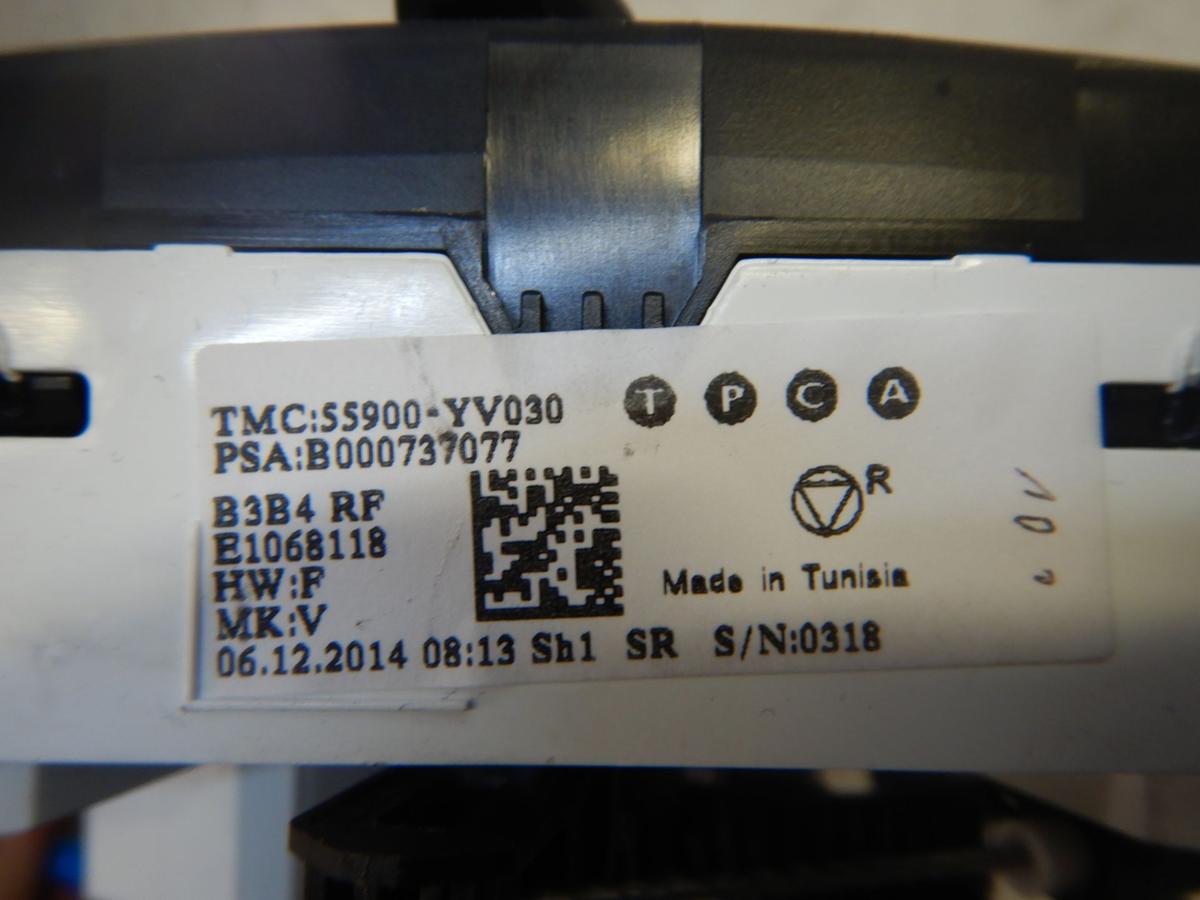 TMC:55900-YV030
T P C A
PSA:B000737077
B3B4 RF
R
E1068118
HW:F
Made in Tunisia
MK:V
06.12.2014 08:13 Sh1 SR S/N:0318